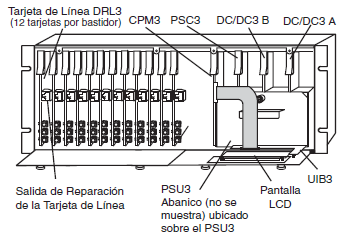 Tarjeta de Línea DRL3
(12 tarjetas por bastidor)
CPM3
PSC3
DC/DC3 B
DC/DC3 A
Salida de Reparación
de la Tarjeta de Línea
PSU3
Abanico (no se
muestra) ubicado
sobre el PSU3
Pantalla
LCD
UIB3